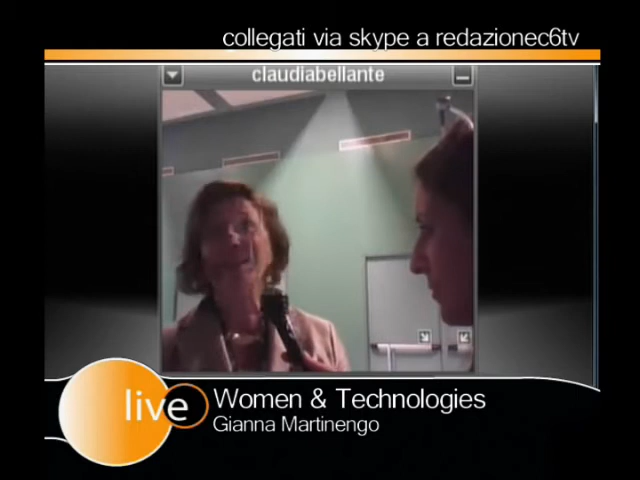 collegati via skype a redazionec6tv
claudiabellante
live
Women & Technologies
Gianna Martinengo